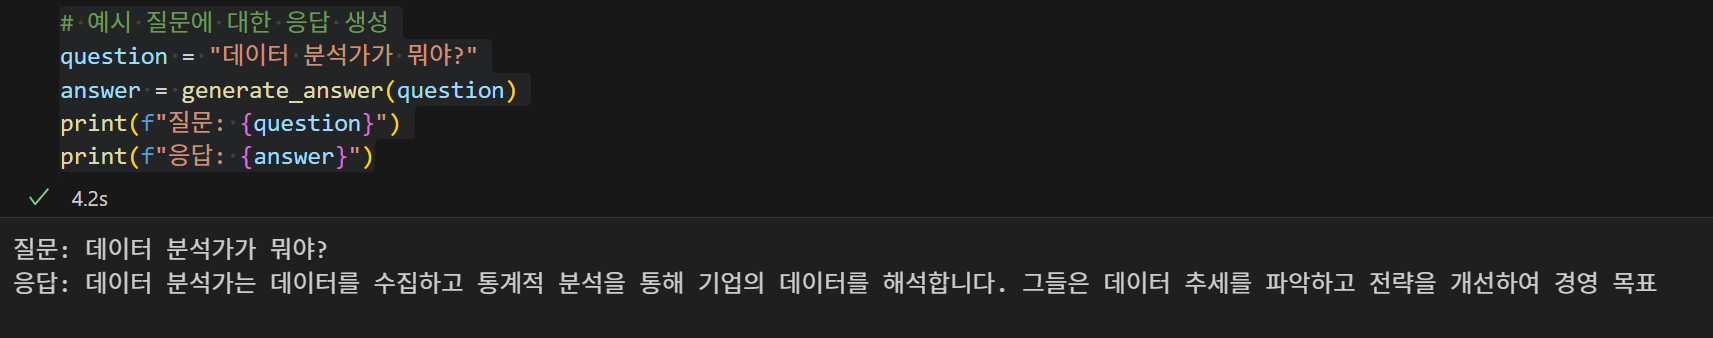 # 예시 질문에 대한 응답 생성
question = "데이터 분석가가 뭐야?"
answer = generate_answer(question)
print(f"질문: {question}")
print(f"응답: {answer}")
4.2s
질문: 데이터 분석가가 뭐야?
응답: 데이터 분석가는 데이터를 수집하고 통계적 분석을 통해 기업의 데이터를 해석합니다. 그들은 데이터 추세를 파악하고 전략을 개선하여 경영 목표